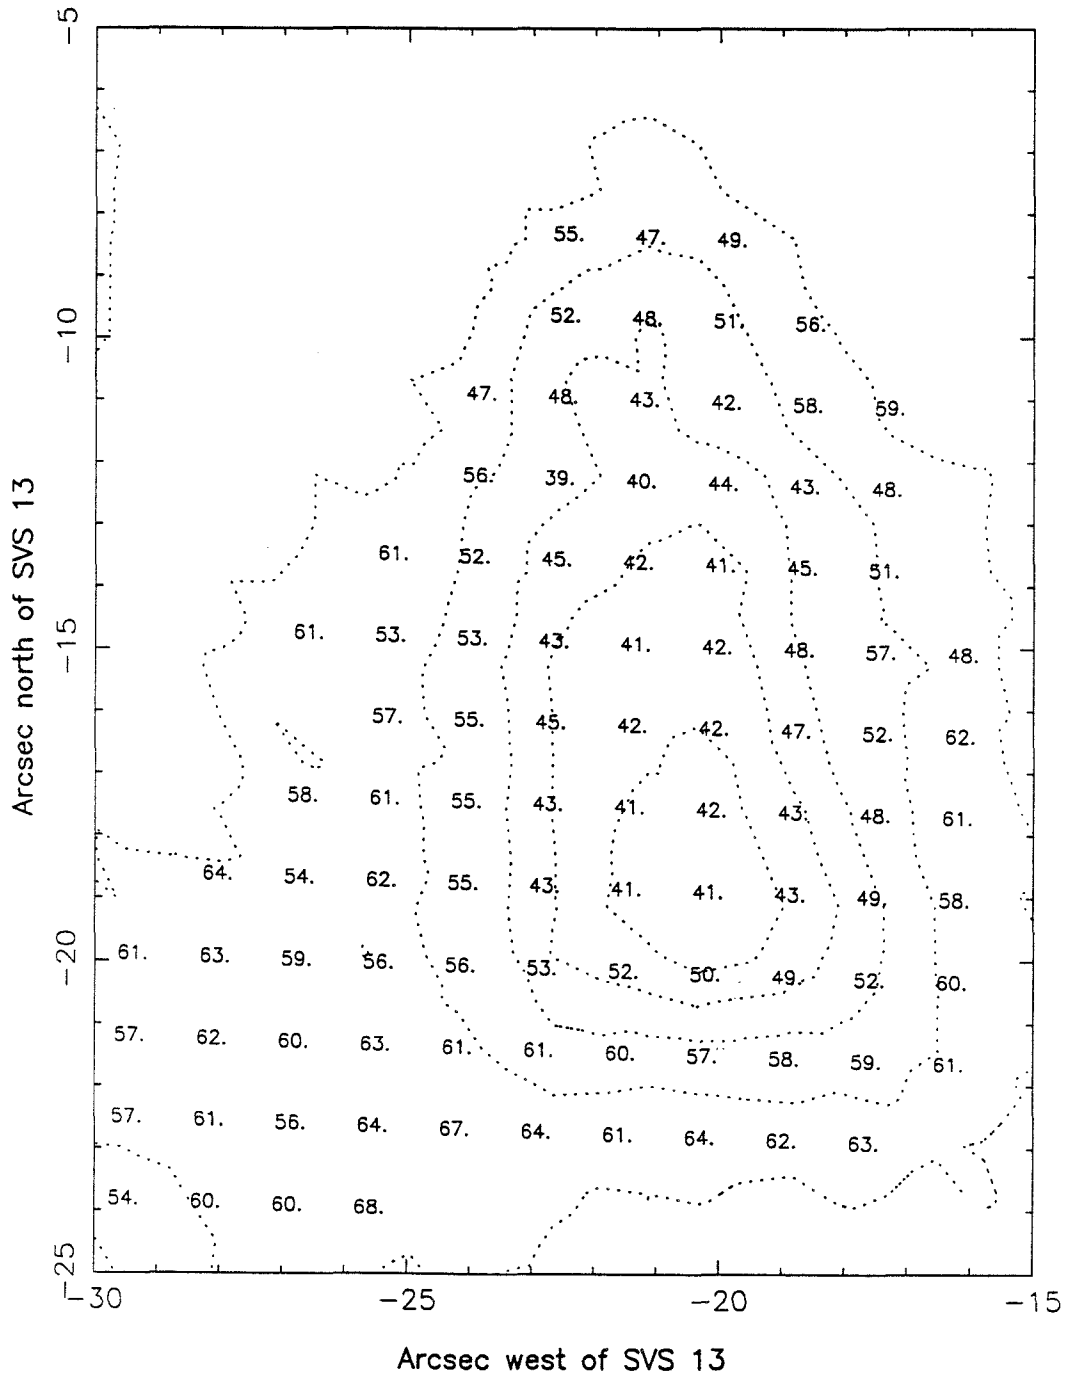 -5
55. 47. 49.
52. 48. 51. 56.
-10
47. 48. 43. 42. 58. 59.
56. 39. 40. 44. 43. 48.
61. 52. 45. 42. 41. 45. 51.
61. 53. 53. 43. 41. 42. 48. 57. 48.
-15
57. 55. 45. 42. 42. 47. 52. 62.
58. 61. 55. 43. 41. 42. 43. 48. 61.
64. 54. 62. 55. 43. 41. 41. 43. 49. 58.
61. 63. 59. 56. 56. 53. 52. 50. 49. 52. 60.
-20
57. 62. 60. 63. 61. 61. 60. 57. 58. 59. 61.
57. 61. 56. 64. 67. 64. 61. 64. 62. 63.
54. 60. 60. 68.
-25
-30 -25 -20 -15
Arcsec north of SVS 13
Arcsec west of SVS 13